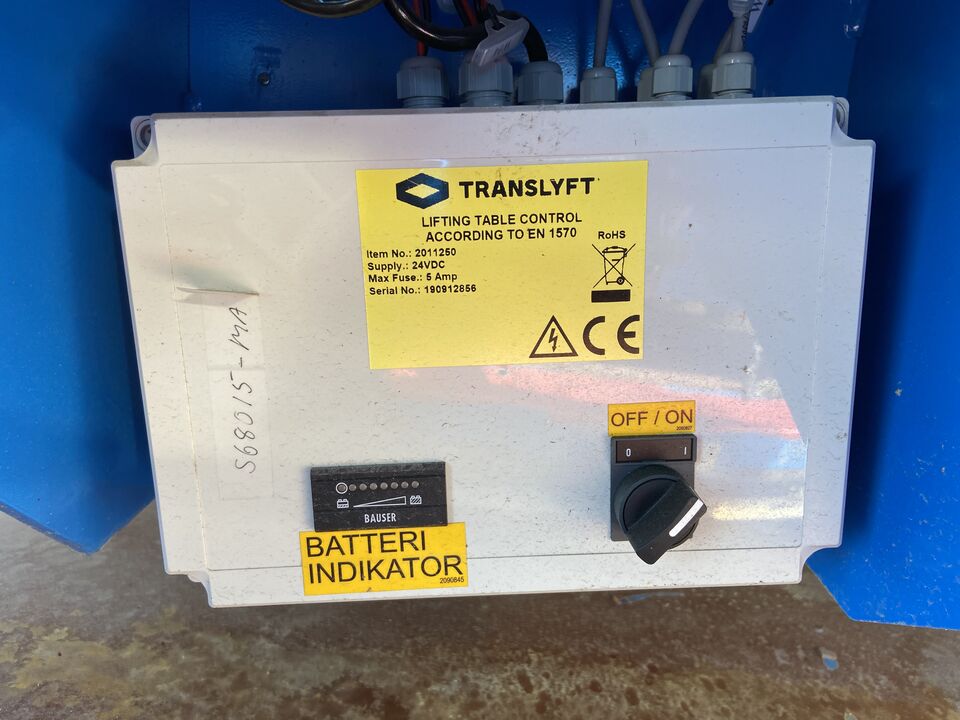 TRANSLYFT
LIFTING TABLE CONTROL
ACCORDING TO EN 1570
Item No.: 2011250
Supply.: 24VDC
Max Fuse.: 5 Amp
Serial No.: 190912856
RoHS
CE
S68015-MA
OFF / ON
2090827
0 I
BAUSER
BATTERI
INDIKATOR
2090845